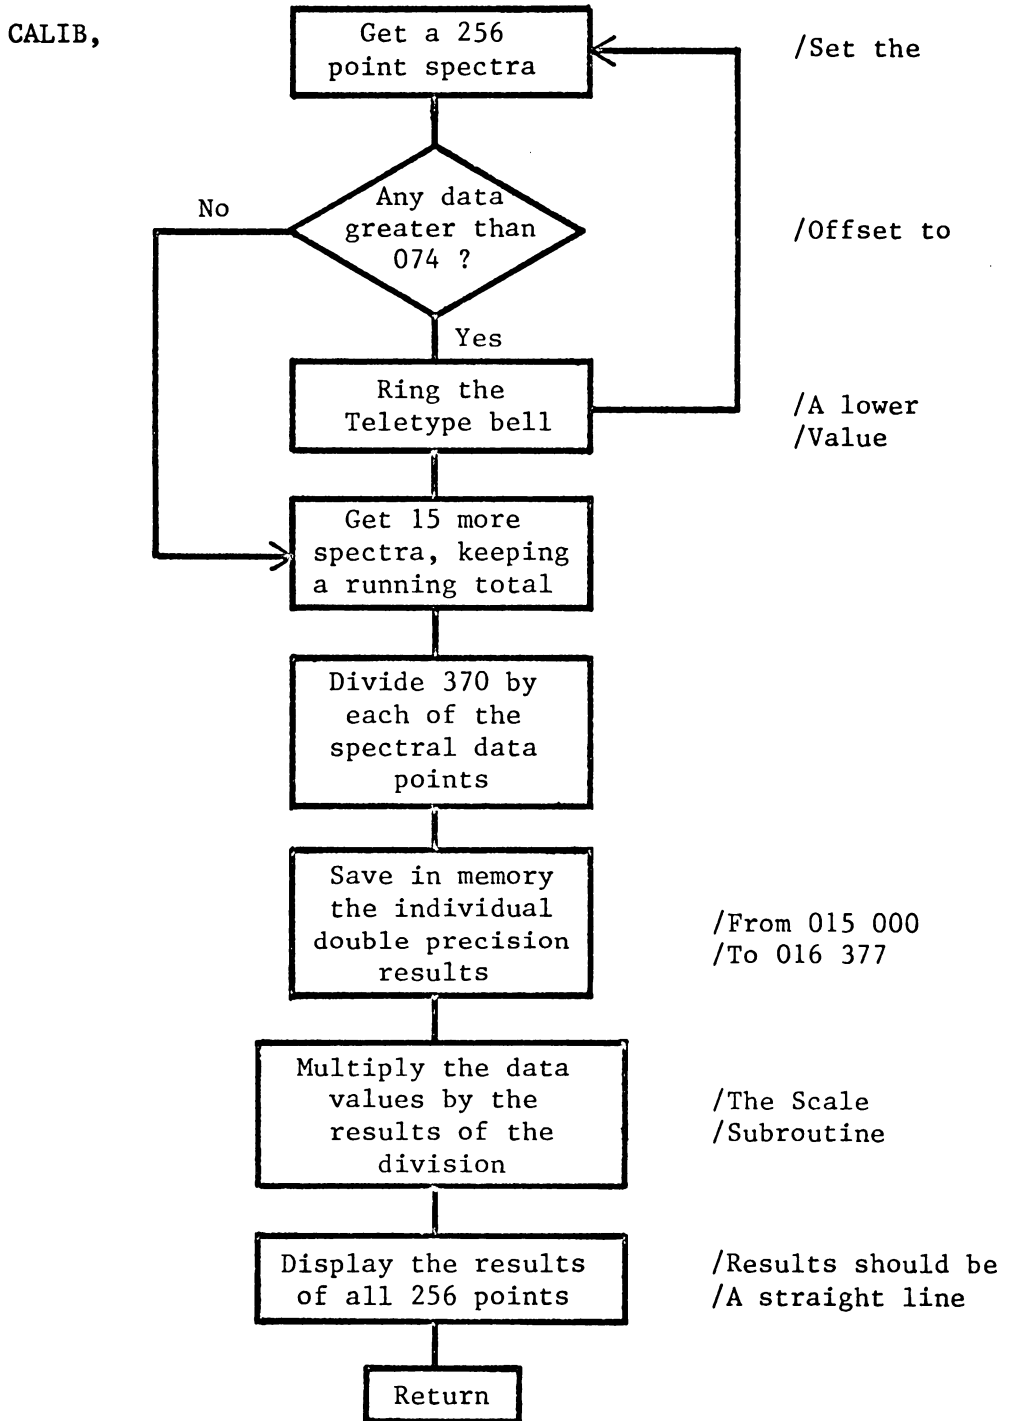 CALIB,
Get a 256
point spectra
/Set the
Any data
greater than
074 ?
No
/Offset to
Yes
Ring the
Teletype bell
/A lower
/Value
Get 15 more
spectra, keeping
a running total
Divide 370 by
each of the
spectral data
points
Save in memory
the individual
double precision
results
/From 015 000
/To 016 377
Multiply the data
values by the
results of the
division
/The Scale
/Subroutine
Display the results
of all 256 points
/Results should be
/A straight line
Return